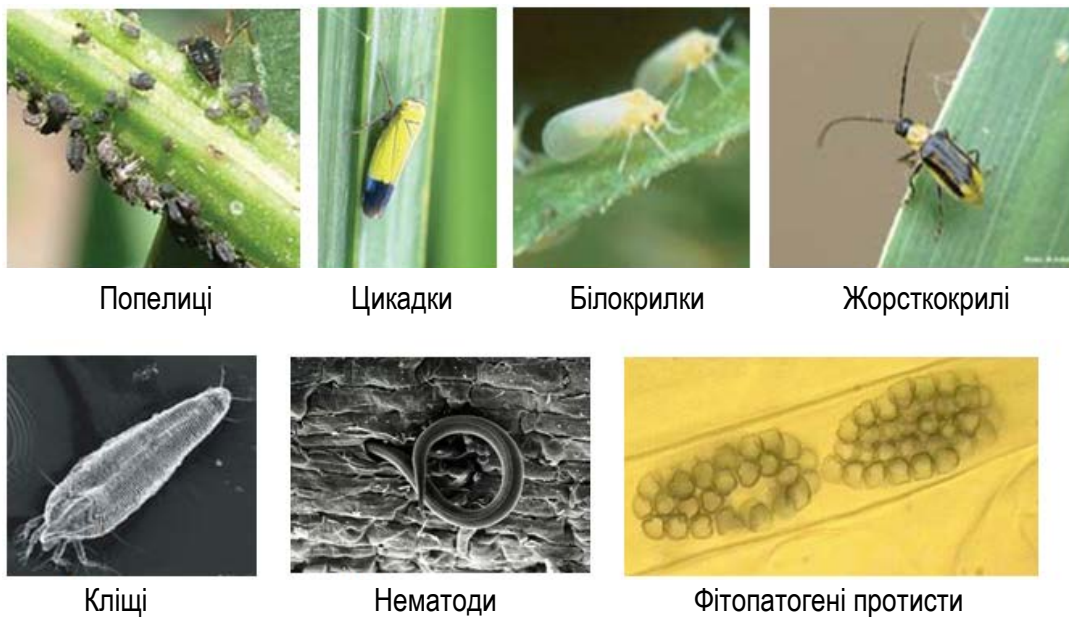 Попелиці
Цикадки
Білокрилки
Жорсткокрилі
Кліщі
Нематоди
Фітопатогені протисти